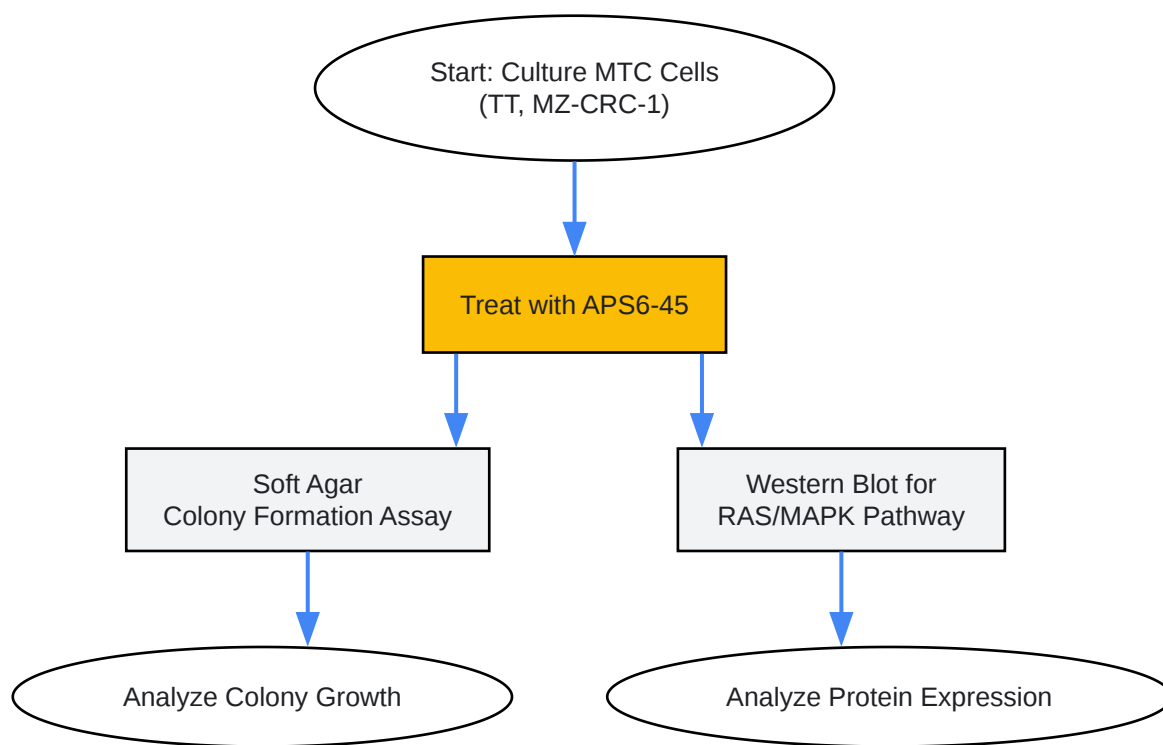 Start: Culture MTC Cells
(TT, MZ-CRC-1)
Treat with APS6-45
Soft Agar
Colony Formation Assay
Western Blot for
RAS/MAPK Pathway
Analyze Colony Growth
Analyze Protein Expression